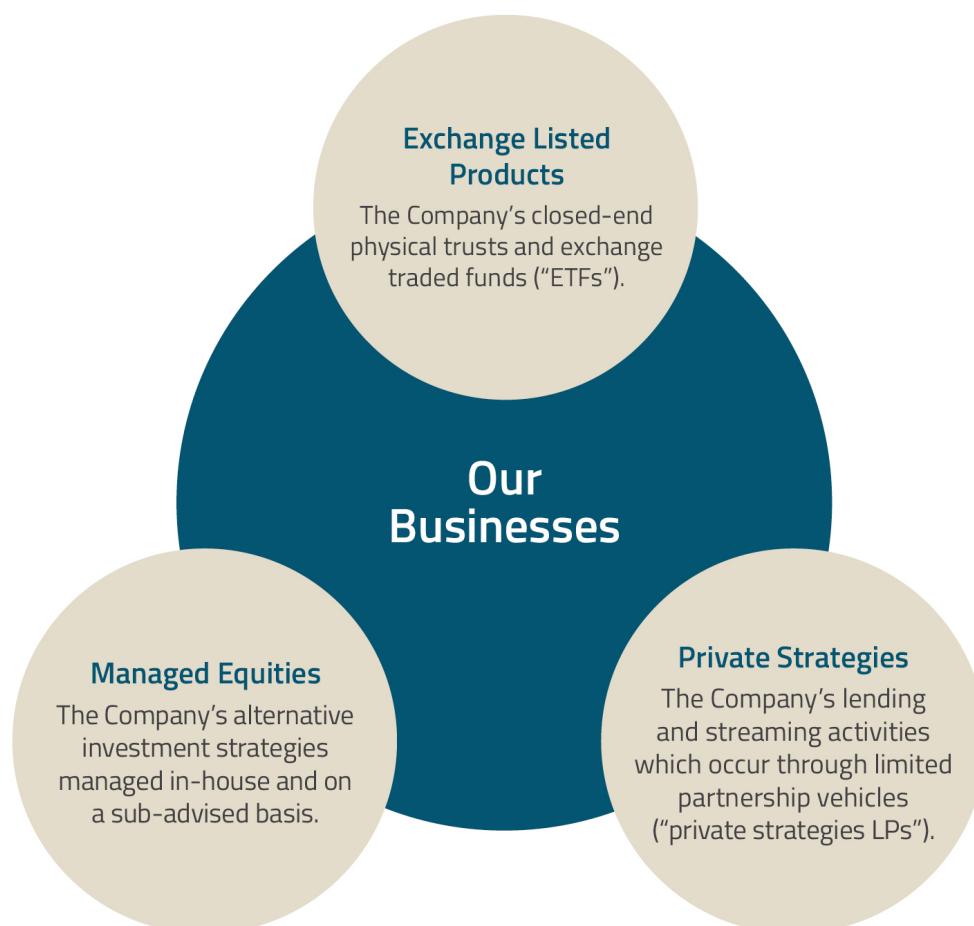 Exchange Listed
Products
The Company’s closed-end
physical trusts and exchange
traded funds (“ETFs”).
Our
Businesses
Managed Equities
The Company’s alternative
investment strategies
managed in-house and on
a sub-advised basis.
Private Strategies
The Company’s lending
and streaming activities
which occur through limited
partnership vehicles
(“private strategies LPs”).